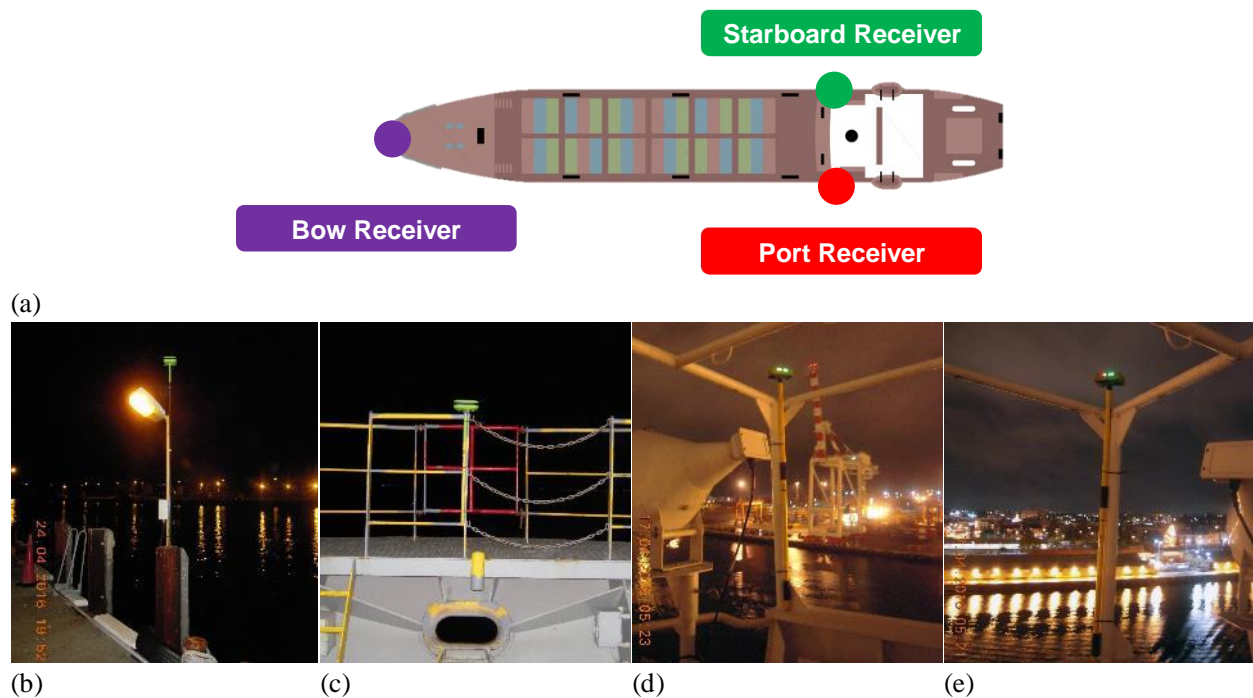 Starboard Receiver
Bow Receiver
Port Receiver
(a)
24 04 2016 19:52
(b)
(c)
(d)
(e)